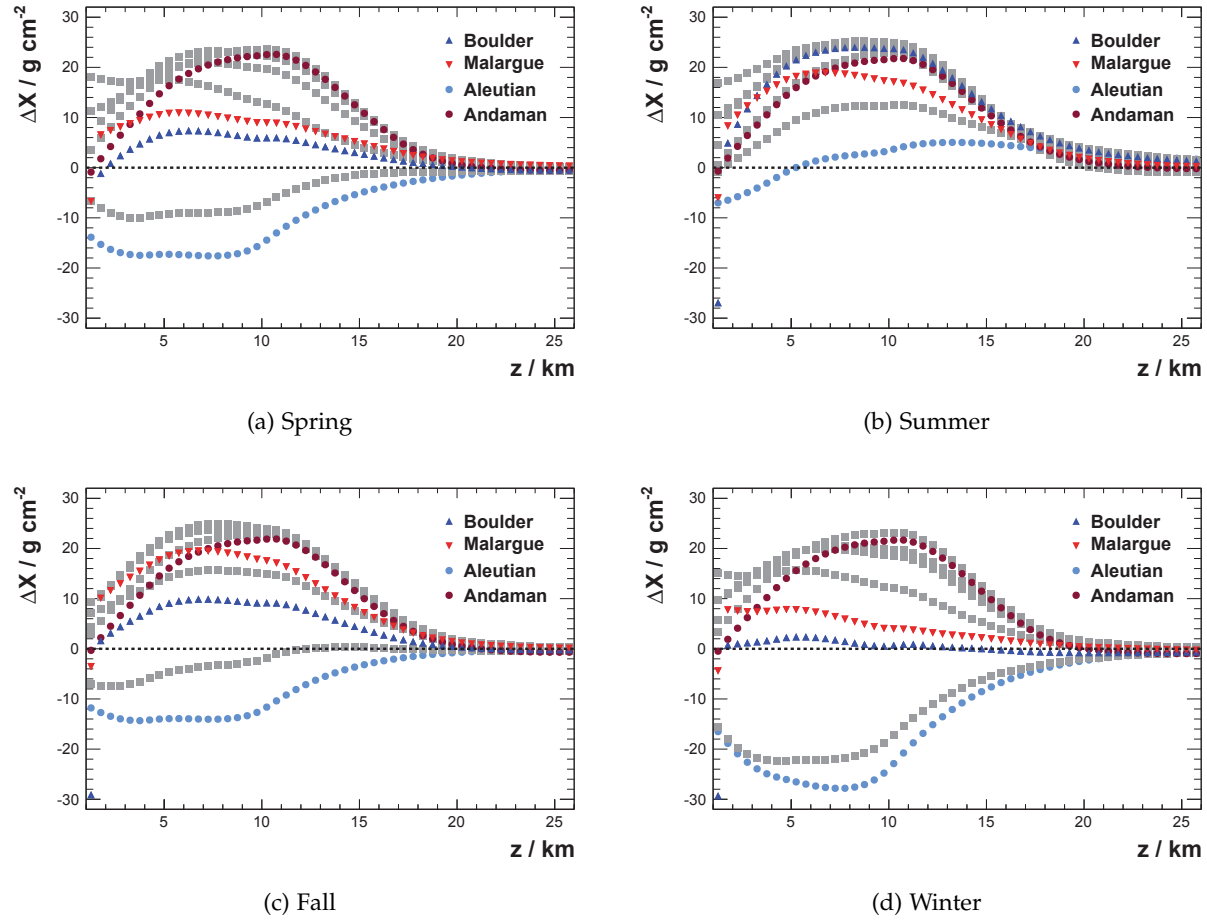 ΔX / g cm⁻²
30
20
10
0
-10
-20
-30
Boulder
Malargue
Aleutian
Andaman
5 10 15 20 25
z / km
(a) Spring
ΔX / g cm⁻²
30
20
10
0
-10
-20
-30
Boulder
Malargue
Aleutian
Andaman
5 10 15 20 25
z / km
(b) Summer
ΔX / g cm⁻²
30
20
10
0
-10
-20
-30
Boulder
Malargue
Aleutian
Andaman
5 10 15 20 25
z / km
(c) Fall
ΔX / g cm⁻²
30
20
10
0
-10
-20
-30
Boulder
Malargue
Aleutian
Andaman
5 10 15 20 25
z / km
(d) Winter